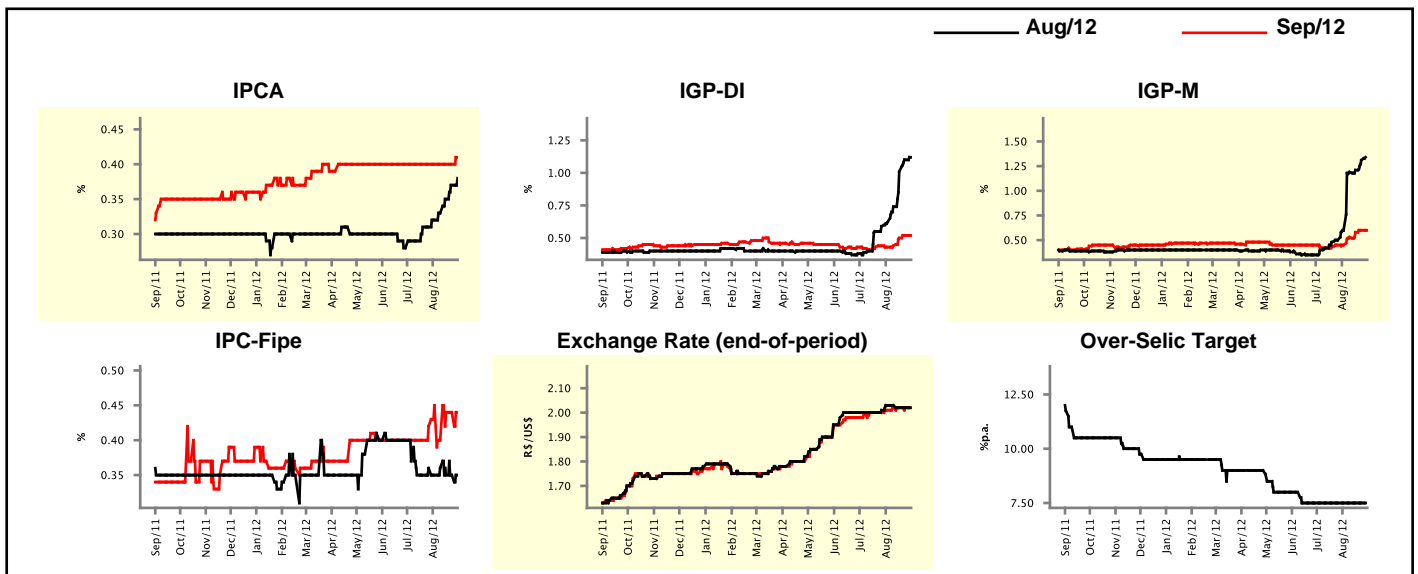 Aug/12 Sep/12
IPCA
%
0.45
0.40
0.35
0.30
Sep/11 Oct/11 Nov/11 Dec/11 Jan/12 Feb/12 Mar/12 Apr/12 May/12 Jun/12 Jul/12 Aug/12
IGP-DI
%
1.25
1.00
0.75
0.50
Sep/11 Oct/11 Nov/11 Dec/11 Jan/12 Feb/12 Mar/12 Apr/12 May/12 Jun/12 Jul/12 Aug/12
IGP-M
%
1.50
1.25
1.00
0.75
0.50
Sep/11 Oct/11 Nov/11 Dec/11 Jan/12 Feb/12 Mar/12 Apr/12 May/12 Jun/12 Jul/12 Aug/12
IPC-Fipe
%
0.50
0.45
0.40
0.35
Sep/11 Oct/11 Nov/11 Dec/11 Jan/12 Feb/12 Mar/12 Apr/12 May/12 Jun/12 Jul/12 Aug/12
Exchange Rate (end-of-period)
R$/US$
2.10
2.00
1.90
1.80
1.70
Sep/11 Oct/11 Nov/11 Dec/11 Jan/12 Feb/12 Mar/12 Apr/12 May/12 Jun/12 Jul/12 Aug/12
Over-Selic Target
%p.a.
12.50
10.00
7.50
Sep/11 Oct/11 Nov/11 Dec/11 Jan/12 Feb/12 Mar/12 Apr/12 May/12 Jun/12 Jul/12 Aug/12